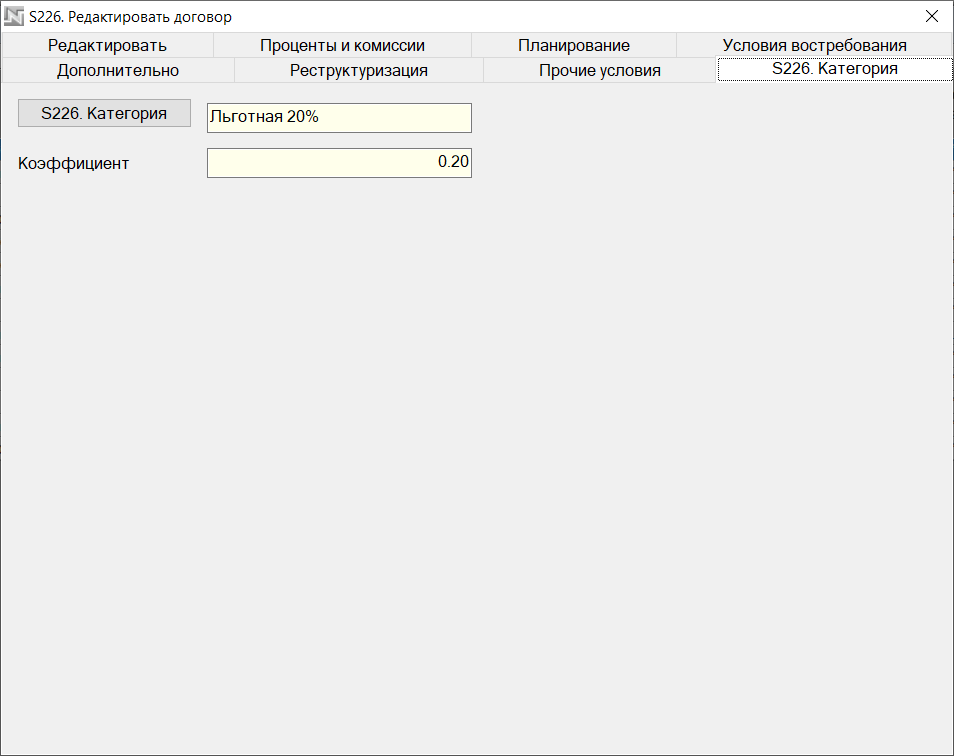 S226. Редактировать договор
Редактировать Проценты и комиссии Планирование Условия востребования
Дополнительно Реструктуризация Прочие условия S226. Категория
S226. Категория Льготная 20%
Коэффициент 0.20